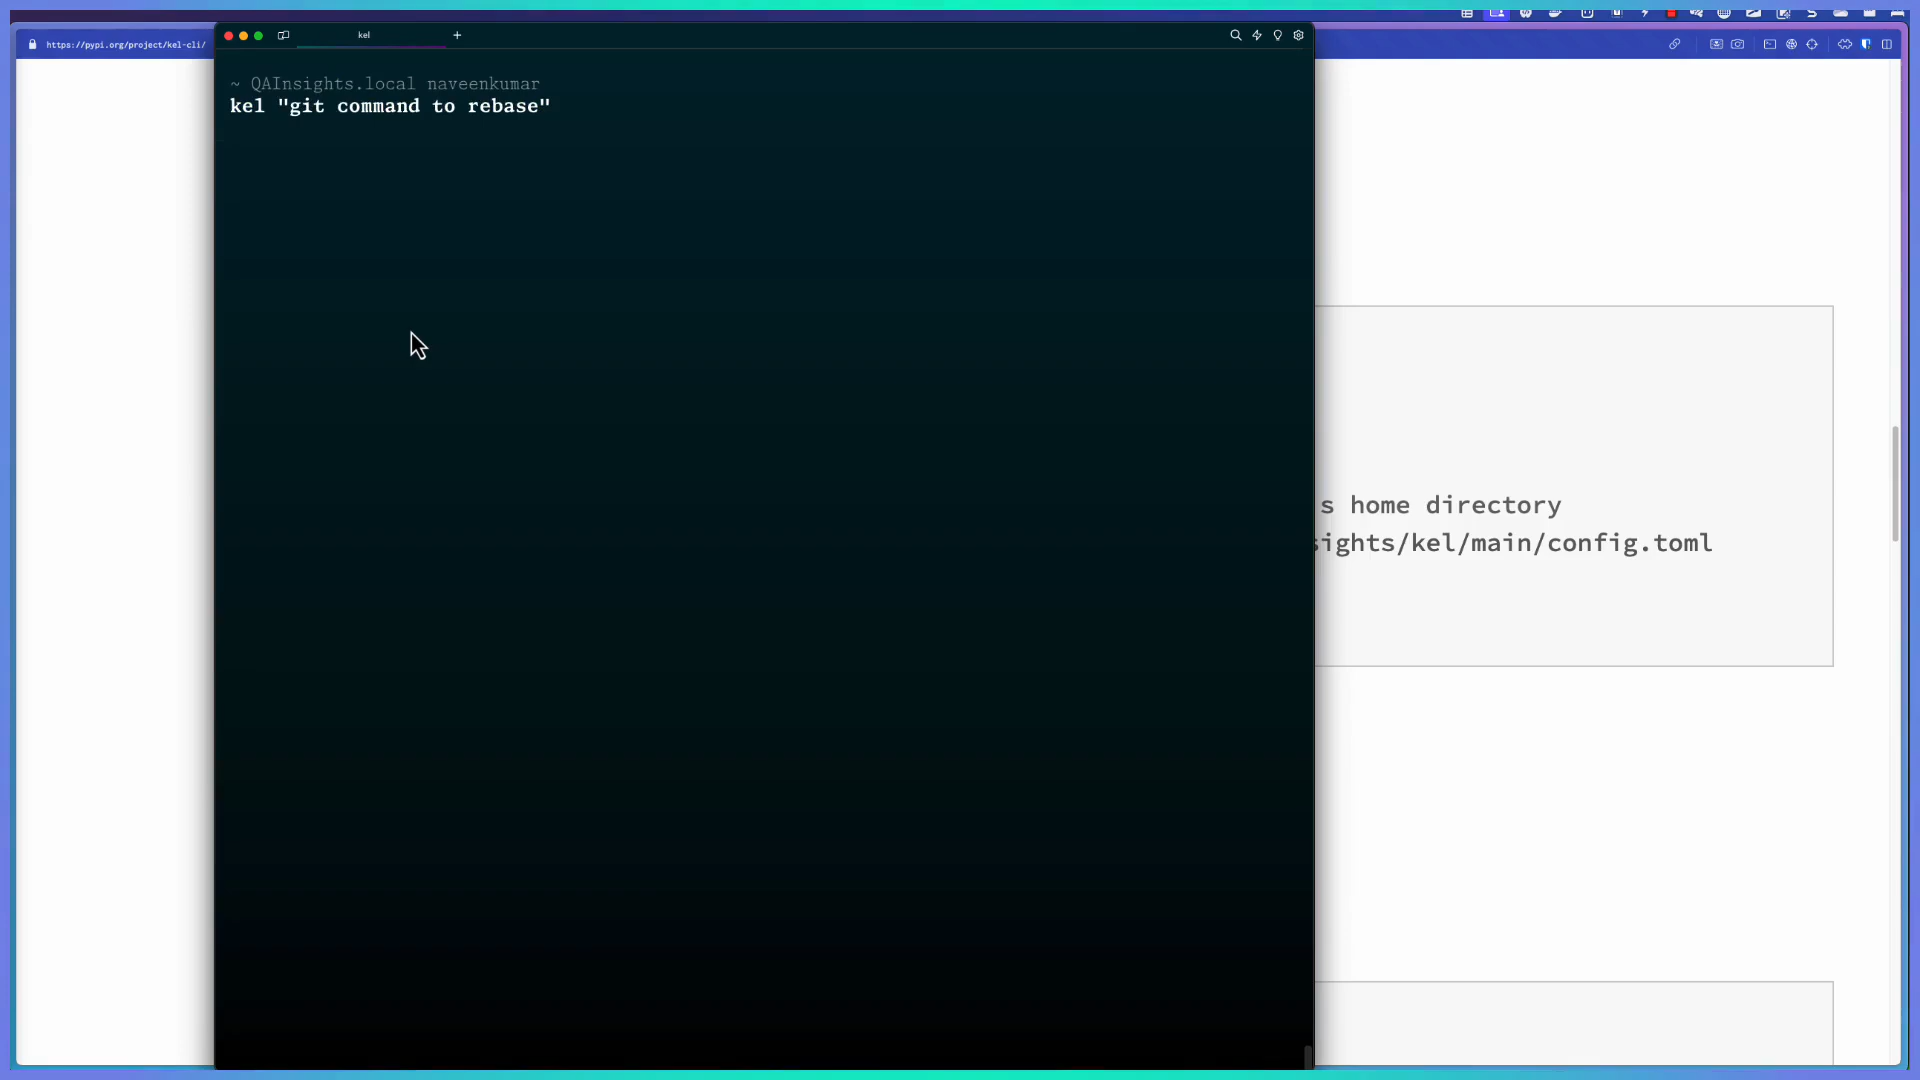 https://pypi.org/project/kel-cli/
kel
~ QAInsights.local naveenkumar
kel "git command to rebase"
s home directory
sights/kel/main/config.toml